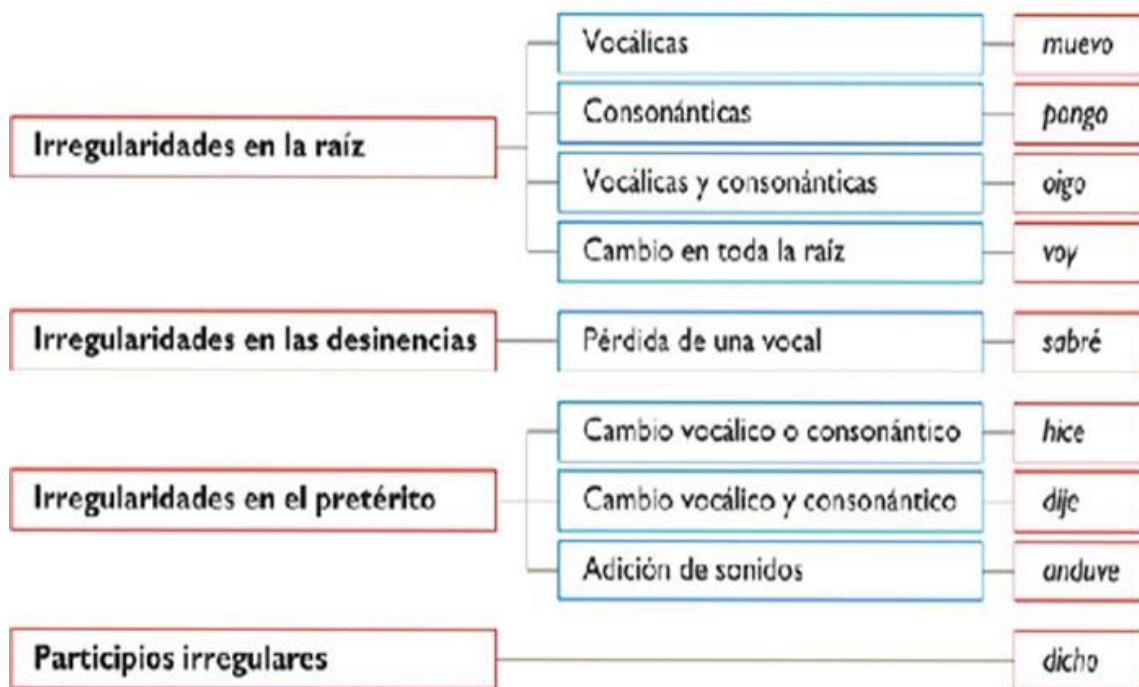 Vocálicas
muevo
Consonánticas
pongo
Irregularidades en la raíz
Vocálicas y consonánticas
oigo
Cambio en toda la raíz
voy
Irregularidades en las desinencias
Pérdida de una vocal
sabré
Cambio vocálico o consonántico
hice
Irregularidades en el pretérito
Cambio vocálico y consonántico
dije
Adición de sonidos
anduve
Participios irregulares
dicho